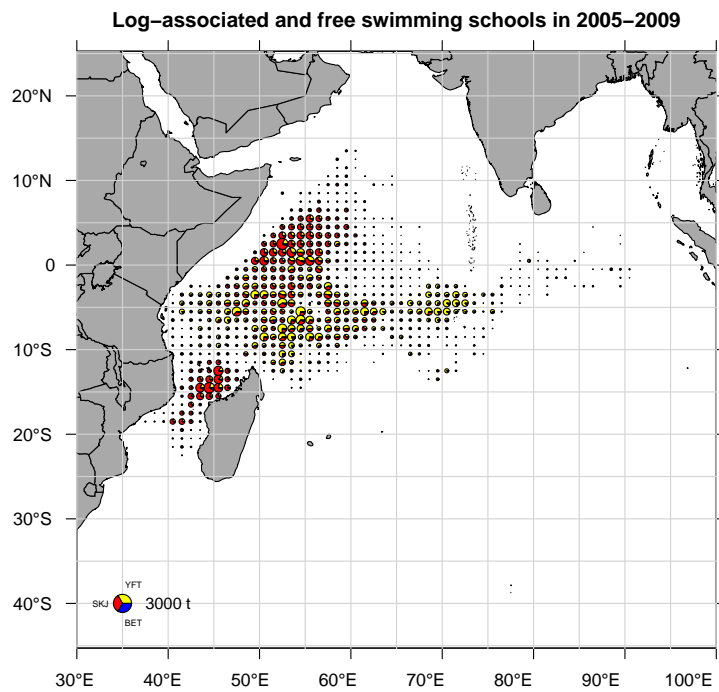 Log−associated and free swimming schools in 2005−2009
20°N
10°N
0
10°S
20°S
30°S
40°S
YFT
SKJ
3000 t
BET
30°E 40°E 50°E 60°E 70°E 80°E 90°E 100°E